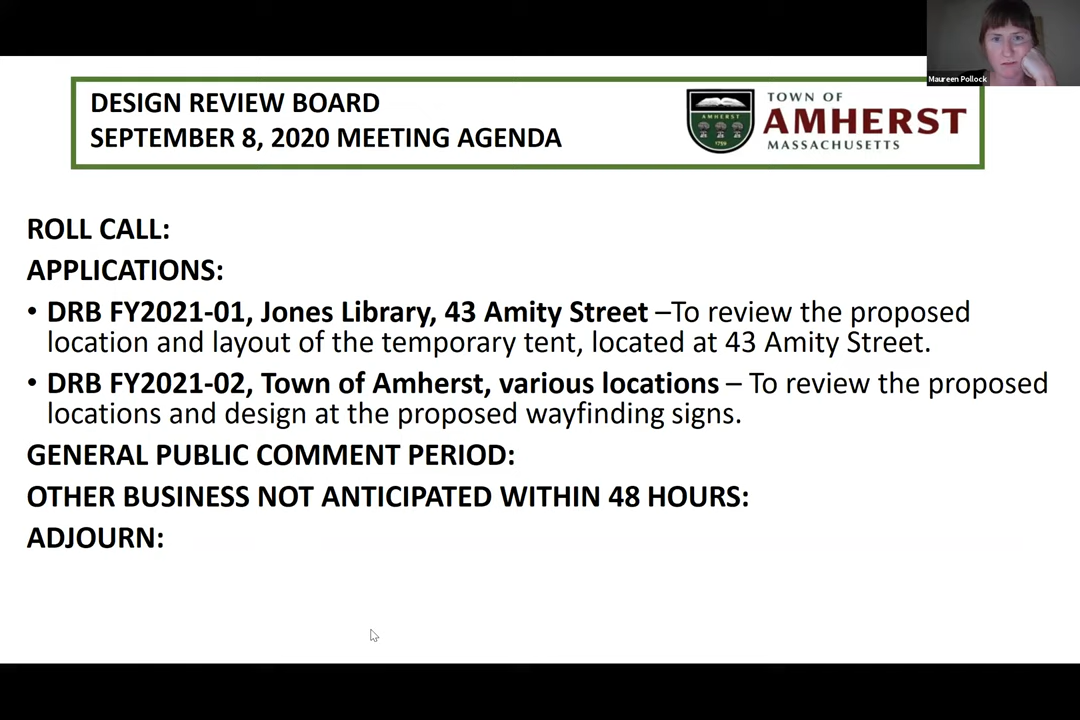 Maureen Pollock
DESIGN REVIEW BOARD
SEPTEMBER 8, 2020 MEETING AGENDA
AMHERST
1759
TOWN OF
AMHERST
MASSACHUSETTS
ROLL CALL:
APPLICATIONS:
• DRB FY2021-01, Jones Library, 43 Amity Street –To review the proposed
location and layout of the temporary tent, located at 43 Amity Street.
• DRB FY2021-02, Town of Amherst, various locations – To review the proposed
locations and design at the proposed wayfinding signs.
GENERAL PUBLIC COMMENT PERIOD:
OTHER BUSINESS NOT ANTICIPATED WITHIN 48 HOURS:
ADJOURN: